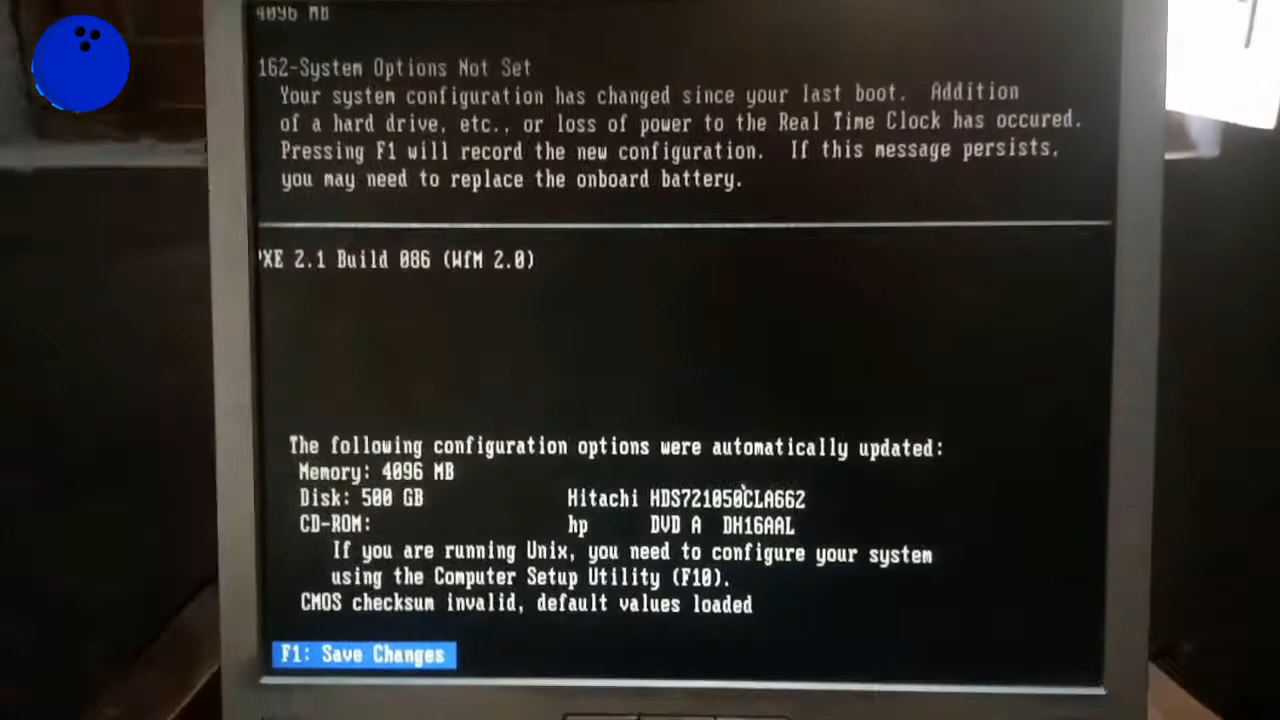 4096 MB
162-System Options Not Set
Your system configuration has changed since your last boot. Addition
of a hard drive, etc., or loss of power to the Real Time Clock has occured.
Pressing F1 will record the new configuration. If this message persists,
you may need to replace the onboard battery.
XE 2.1 Build 086 (WfM 2.0)
The following configuration options were automatically updated:
Memory: 4096 MB
Disk: 500 GB Hitachi HDS721050CLA662
CD-ROM: hp DVD A DH16AAL
If you are running Unix, you need to configure your system
using the Computer Setup Utility (F10).
CMOS checksum invalid, default values loaded
F1: Save Changes